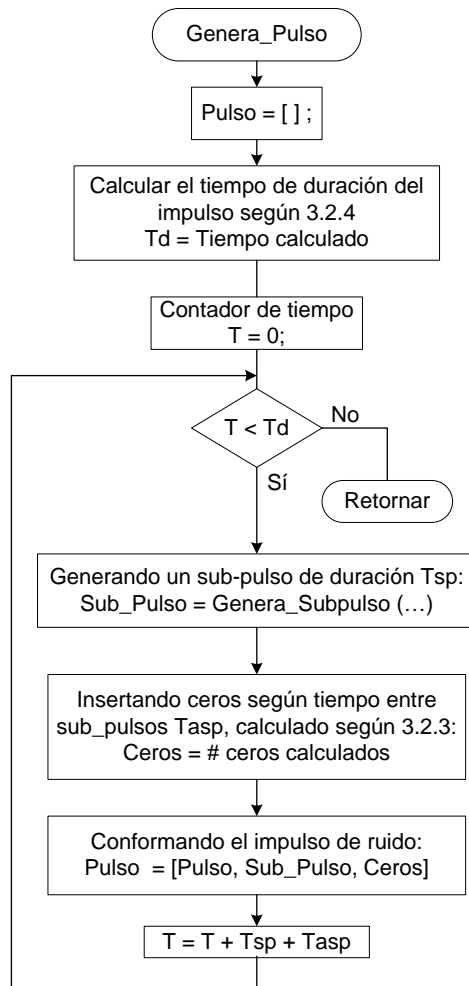 Genera_Pulso
Pulso = [ ] ;
Calcular el tiempo de duración del
impulso según 3.2.4
Td = Tiempo calculado
Contador de tiempo
T = 0;
T < Td
No
Sí
Retornar
Generando un sub-pulso de duración Tsp:
Sub_Pulso = Genera_Subpulso (…)
Insertando ceros según tiempo entre
sub_pulsos Tasp, calculado según 3.2.3:
Ceros = # ceros calculados
Conformando el impulso de ruido:
Pulso = [Pulso, Sub_Pulso, Ceros]
T = T + Tsp + Tasp